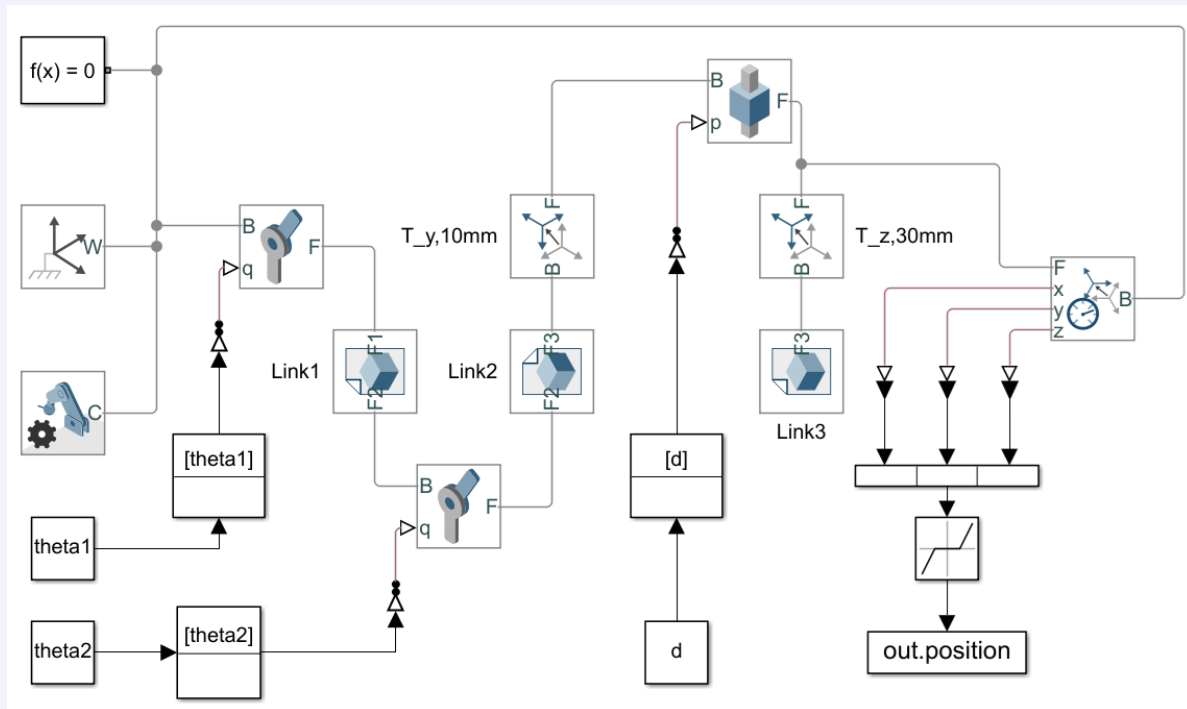 f(x) = 0
B
p
F
W
B
q
F
T_y,10mm
F
B
F
B
T_z,30mm
F
x
y
z
B
C
Link1
F1
F2
Link2
F3
F2
F3
Link3
[theta1]
[d]
B
q
F
theta1
theta2
[theta2]
d
out.position